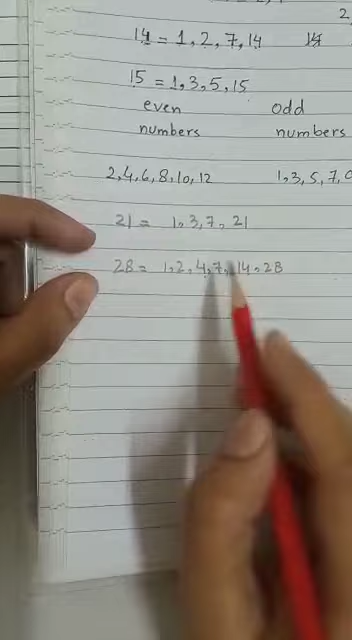 2,
14 = 1, 2, 7, 14
15 = 1, 3, 5, 15
even odd
numbers numbers
2,4,6,8,10,12 1,3,5,7,
21 = 1,3,7,21
28 = 1,2,4,7,14,28